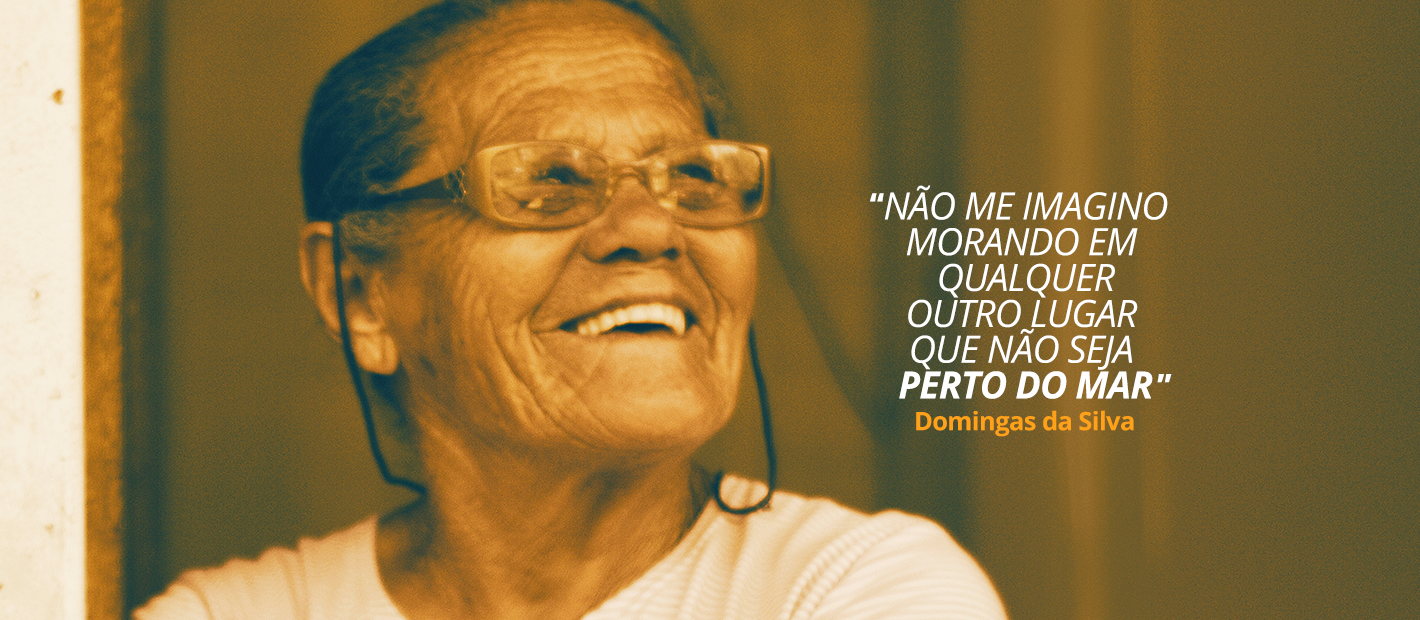 “NÃO ME IMAGINO
MORANDO EM
QUALQUER
OUTRO LUGAR
QUE NÃO SEJA
PERTO DO MAR”
Domingas da Silva